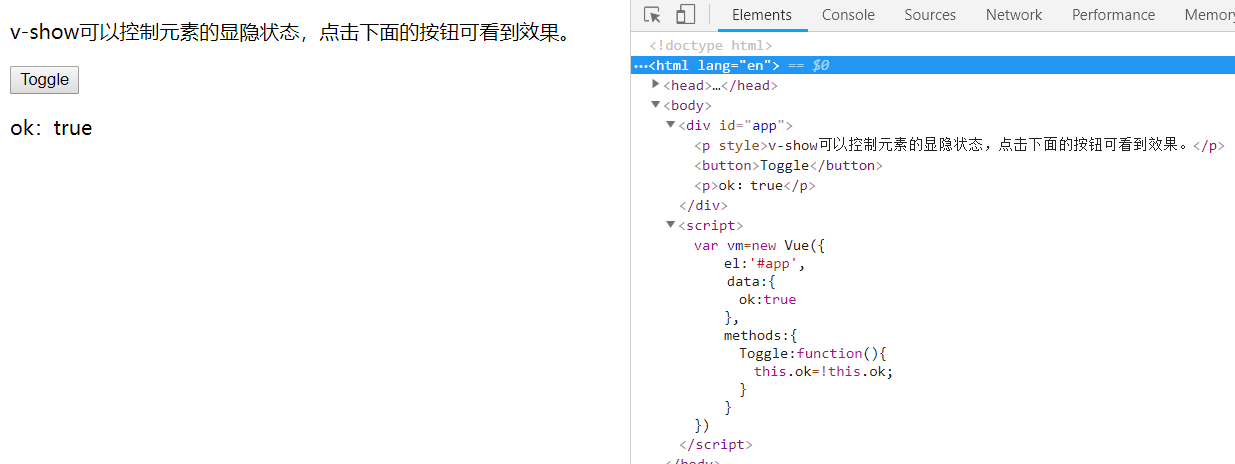 v-show可以控制元素的显隐状态，点击下面的按钮可看到效果。
Toggle
ok：true
Elements Console Sources Network Performance Memory
<!doctype html>
…<html lang="en"> == $0
<head>…</head>
<body>
<div id="app">
<p style>v-show可以控制元素的显隐状态，点击下面的按钮可看到效果。</p>
<button>Toggle</button>
<p>ok：true</p>
</div>
<script>
var vm=new Vue({
el:'#app',
data:{
ok:true
},
methods:{
Toggle:function(){
this.ok=!this.ok;
}
}
})
</script>
</body>